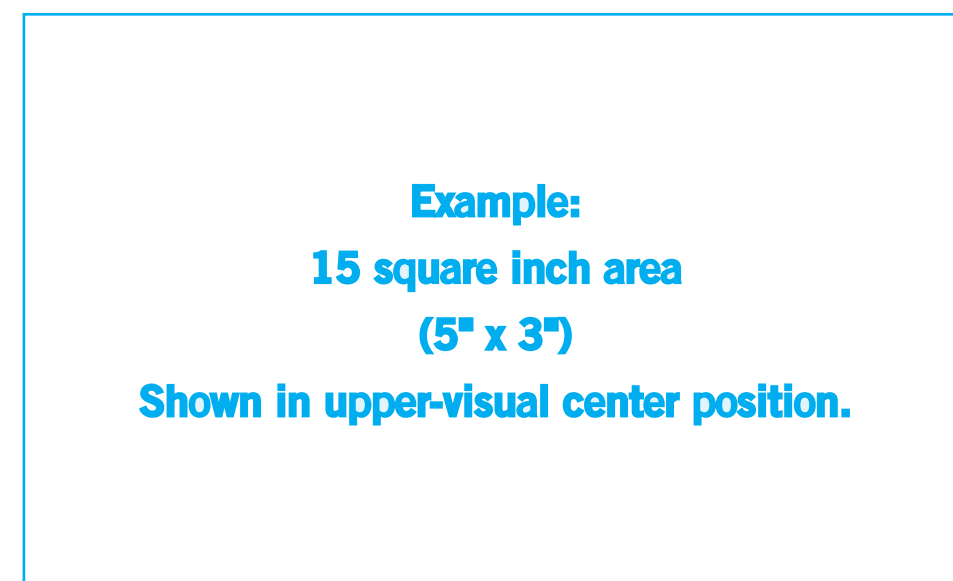 Example:
15 square inch area
(5" x 3")
Shown in upper-visual center position.